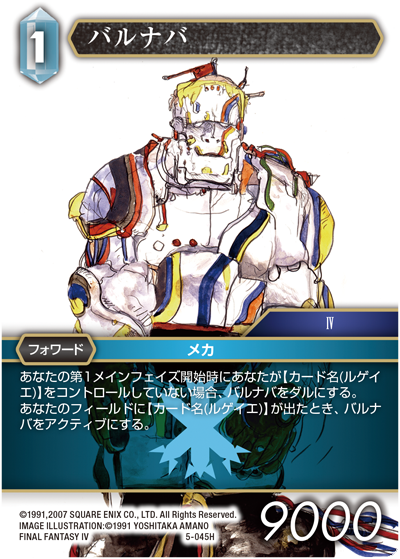 1
バルナバ
IV
フォワード
メカ
あなたの第1メインフェイズ開始時にあなたが【カード名(ルゲイ
エ)】をコントロールしていない場合、バルナバをダルにする。
あなたのフィールドに【カード名(ルゲイエ)】が出たとき、バルナ
バをアクティブにする。
©1991,2007 SQUARE ENIX CO., LTD. All Rights Reserved.
IMAGE ILLUSTRATION:©1991 YOSHITAKA AMANO
FINAL FANTASY IV
5-045H
9000